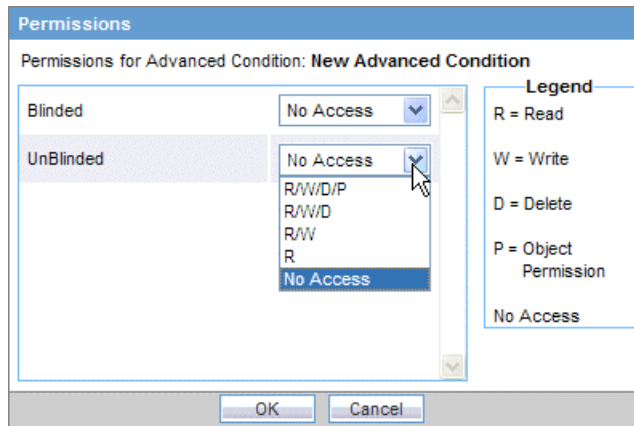 Permissions
Permissions for Advanced Condition: New Advanced Condition
Blinded
No Access
UnBlinded
No Access
R/W/D/P
R/W/D
R/W
R
No Access
Legend
R = Read
W = Write
D = Delete
P = Object
Permission
No Access
OK
Cancel